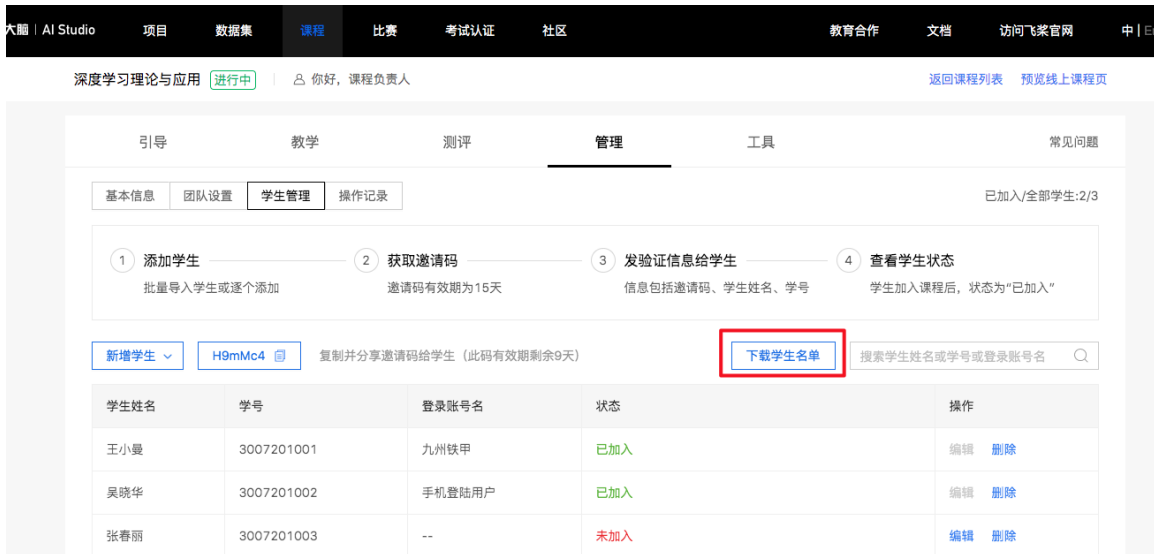 大脑 | AI Studio 项目 数据集 课程 比赛 考试认证 社区 教育合作 文档 访问飞桨官网 中 |
深度学习理论与应用 进行中 你好，课程负责人 返回课程列表 预览线上课程页
引导 教学 测评 管理 工具 常见问题
基本信息 团队设置 学生管理 操作记录 已加入/全部学生:2/3
1 添加学生 2 获取邀请码 3 发验证信息给学生 4 查看学生状态
批量导入学生或逐个添加 邀请码有效期为15天 信息包括邀请码、学生姓名、学号 学生加入课程后，状态为“已加入”
新增学生 H9mMc4 复制并分享邀请码给学生（此码有效期剩余9天） 下载学生名单 搜索学生姓名或学号或登录账号名
学生姓名 学号 登录账号名 状态 操作
王小曼 3007201001 九州铁甲 已加入 编辑 删除
吴晓华 3007201002 手机登陆用户 已加入 编辑 删除
张春丽 3007201003 -- 未加入 编辑 删除